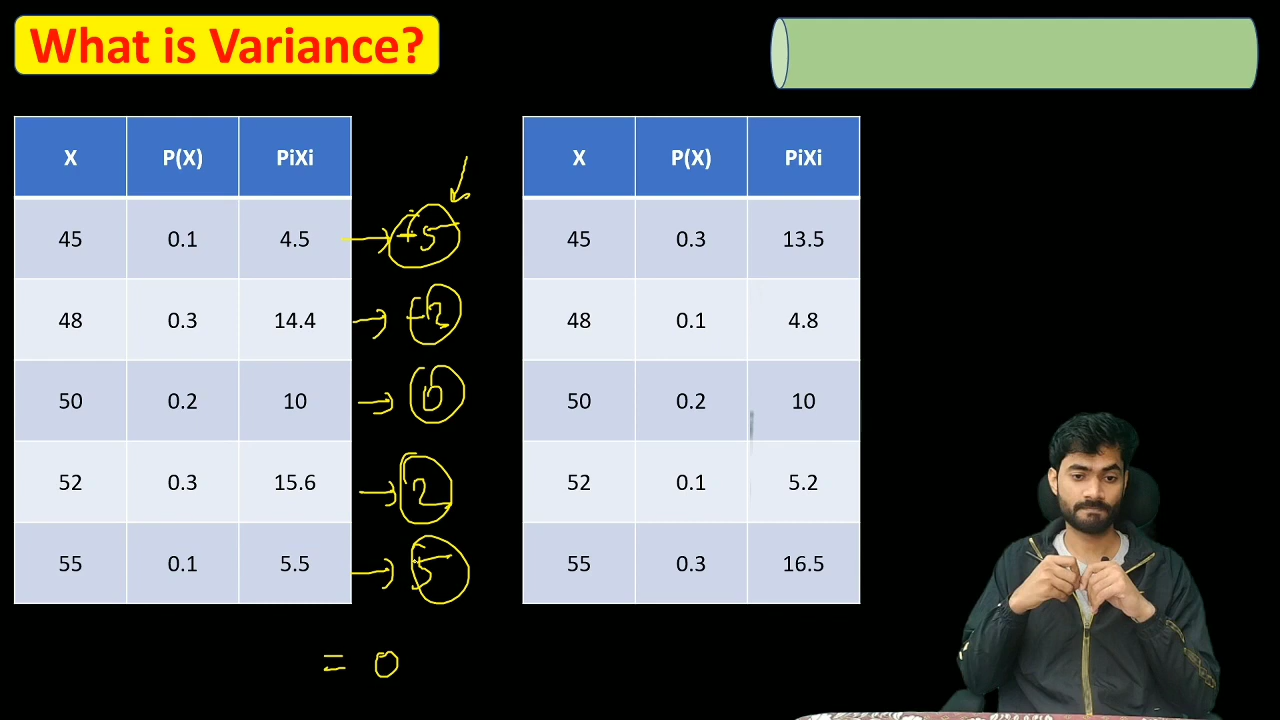 What is Variance?
X P(X) PiXi
45 0.1 4.5
48 0.3 14.4
50 0.2 10
52 0.3 15.6
55 0.1 5.5
5
-2
0
2
5
= 0
X P(X) PiXi
45 0.3 13.5
48 0.1 4.8
50 0.2 10
52 0.1 5.2
55 0.3 16.5